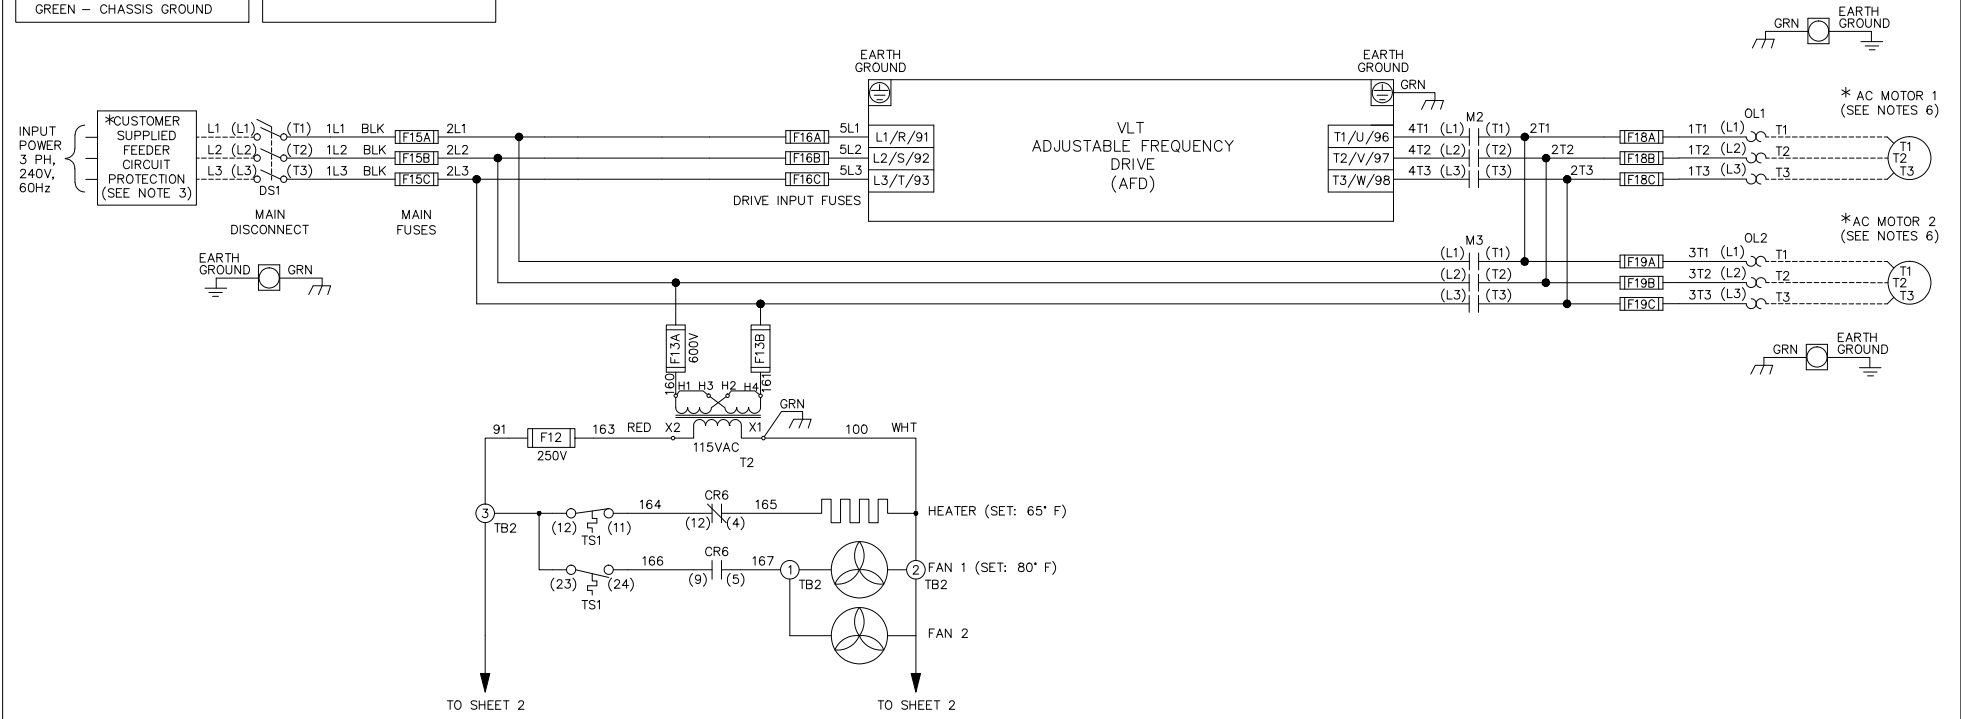 GREEN – CHASSIS GROUND
GRN
EARTH
GROUND
EARTH
GROUND
EARTH
GROUND
GRN
* AC MOTOR 1
(SEE NOTES 6)
INPUT
POWER
3 PH,
240V,
60Hz
*CUSTOMER
SUPPLIED
FEEDER
CIRCUIT
PROTECTION
(SEE NOTE 3)
L1 (L1) (T1) 1L1 BLK F15A 2L1 F16A 5L1 L1/R/91
L2 (L2) (T2) 1L2 BLK F15B 2L2 F16B 5L2 L2/S/92
L3 (L3) (T3) 1L3 BLK F15C 2L3 F16C 5L3 L3/T/93
DS1
MAIN
DISCONNECT
MAIN
FUSES
DRIVE INPUT FUSES
VLT
ADJUSTABLE FREQUENCY
DRIVE
(AFD)
M2
OL1
T1/U/96 4T1 (L1) (T1) 2T1 F18A 1T1 (L1) T1
T2/V/97 4T2 (L2) (T2) 2T2 F18B 1T2 (L2) T2
T3/W/98 4T3 (L3) (T3) 2T3 F18C 1T3 (L3) T3
T1
T2
T3
EARTH
GROUND
GRN
*AC MOTOR 2
(SEE NOTES 6)
M3
OL2
(L1) (T1) F19A 3T1 (L1) T1
(L2) (T2) F19B 3T2 (L2) T2
(L3) (T3) F19C 3T3 (L3) T3
T1
T2
T3
GRN
EARTH
GROUND
F13A
600V
F13B
160
H1 H3 H2 H4
161
GRN
91 F12 163 RED X2 X1 100 WHT
250V
115VAC
T2
3
TB2
(12) (11) 164 CR6 (12) (4) 165
TS1
HEATER (SET: 65° F)
(23) (24) 166 CR6 (9) (5) 167 1 TB2
TS1
2
TB2
FAN 1 (SET: 80° F)
FAN 2
TO SHEET 2
TO SHEET 2